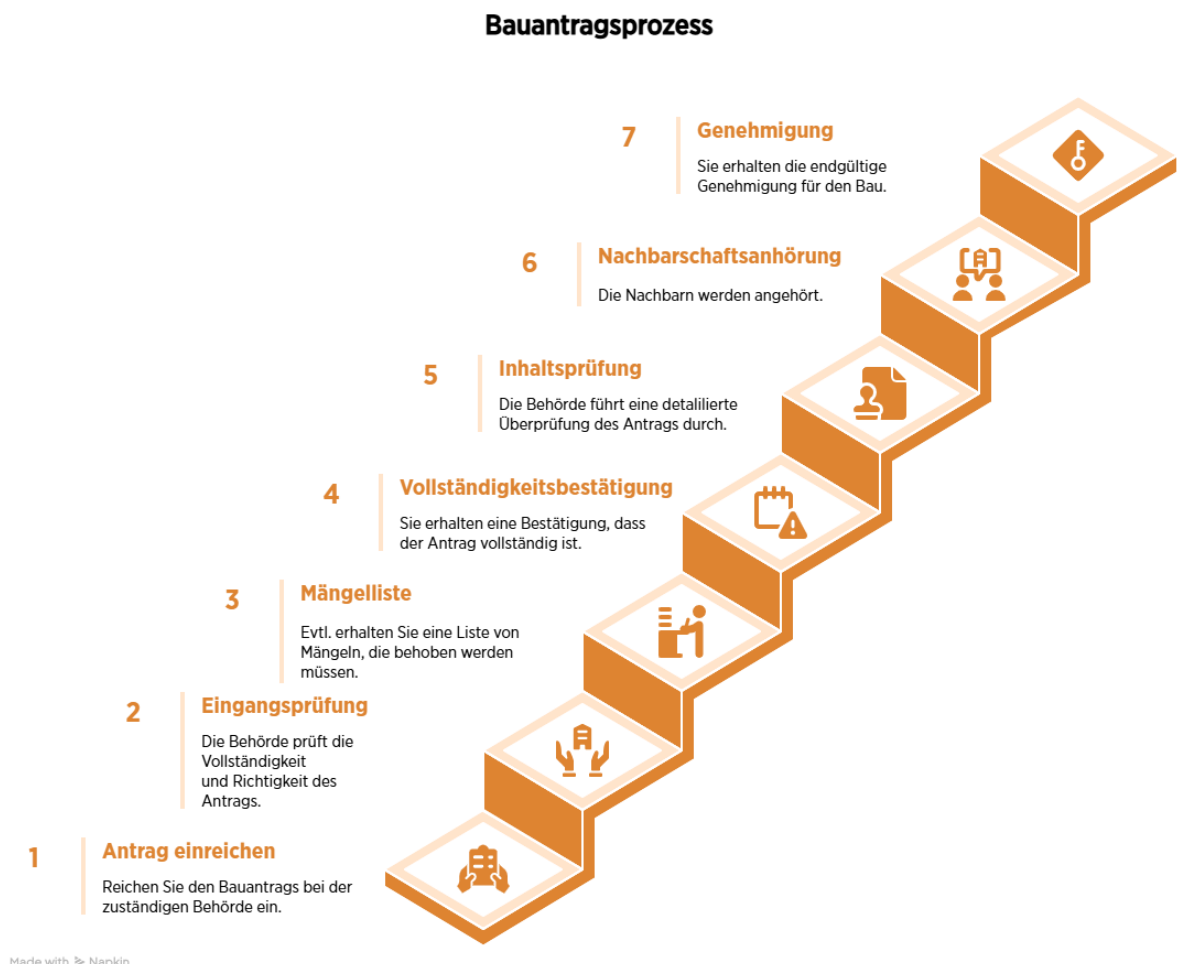 Bauantragsprozess
7
Genehmigung
Sie erhalten die endgültige
Genehmigung für den Bau.
6
Nachbarschaftsanhörung
Die Nachbarn werden angehört.
5
Inhaltsprüfung
Die Behörde führt eine detalilierte
Überprüfung des Antrags durch.
4
Vollständigkeitsbestätigung
Sie erhalten eine Bestätigung, dass
der Antrag vollständig ist.
3
Mängelliste
Evtl. erhalten Sie eine Liste von
Mängeln, die behoben werden
müssen.
2
Eingangsprüfung
Die Behörde prüft die
Vollständigkeit
und Richtigkeit des
Antrags.
1
Antrag einreichen
Reichen Sie den Bauantrags bei der
zuständigen Behörde ein.
Made with Napkin